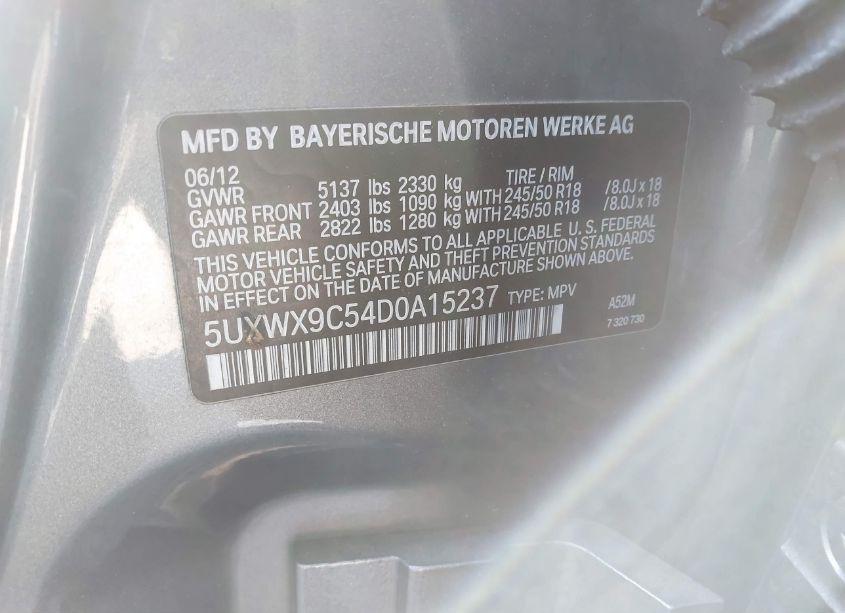 MFD BY BAYERISCHE MOTOREN WERKE AG
06/12 TIRE / RIM
GVWR 5137 lbs 2330 kg
GAWR FRONT 2403 lbs 1090 kg WITH 245/50 R18 /8.0J x 18
GAWR REAR 2822 lbs 1280 kg WITH 245/50 R18 /8.0J x 18
THIS VEHICLE CONFORMS TO ALL APPLICABLE U.S. FEDERAL
MOTOR VEHICLE SAFETY AND THEFT PREVENTION STANDARDS
IN EFFECT ON THE DATE OF MANUFACTURE SHOWN ABOVE.
5UXWX9C54D0A15237 TYPE: MPV A52M
7 320 730